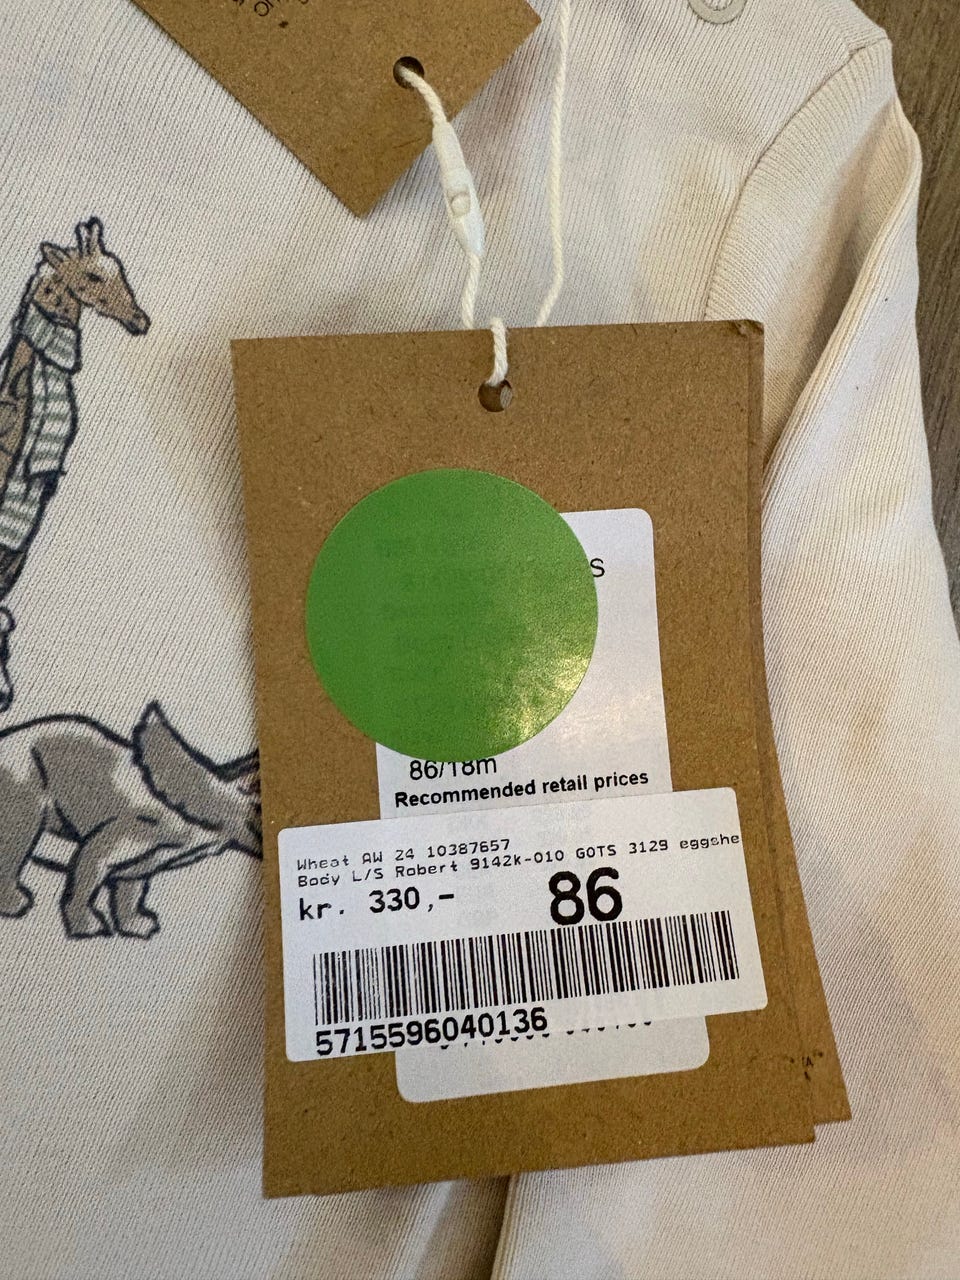 S
86/18m
Recommended retail prices
Wheat AW 24 10387657
Body L/S Robert 9142k-010 GOTS 3129 eggshe
kr. 330,- 86
5715596040136